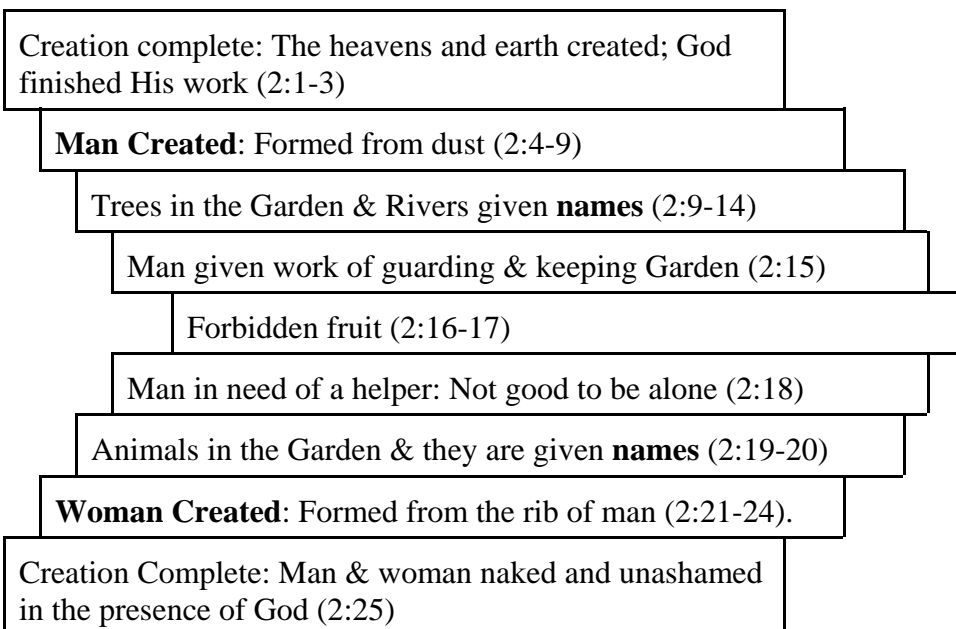 Creation complete: The heavens and earth created; God
finished His work (2:1-3)
Man Created: Formed from dust (2:4-9)
Trees in the Garden & Rivers given names (2:9-14)
Man given work of guarding & keeping Garden (2:15)
Forbidden fruit (2:16-17)
Man in need of a helper: Not good to be alone (2:18)
Animals in the Garden & they are given names (2:19-20)
Woman Created: Formed from the rib of man (2:21-24).
Creation Complete: Man & woman naked and unashamed
in the presence of God (2:25)